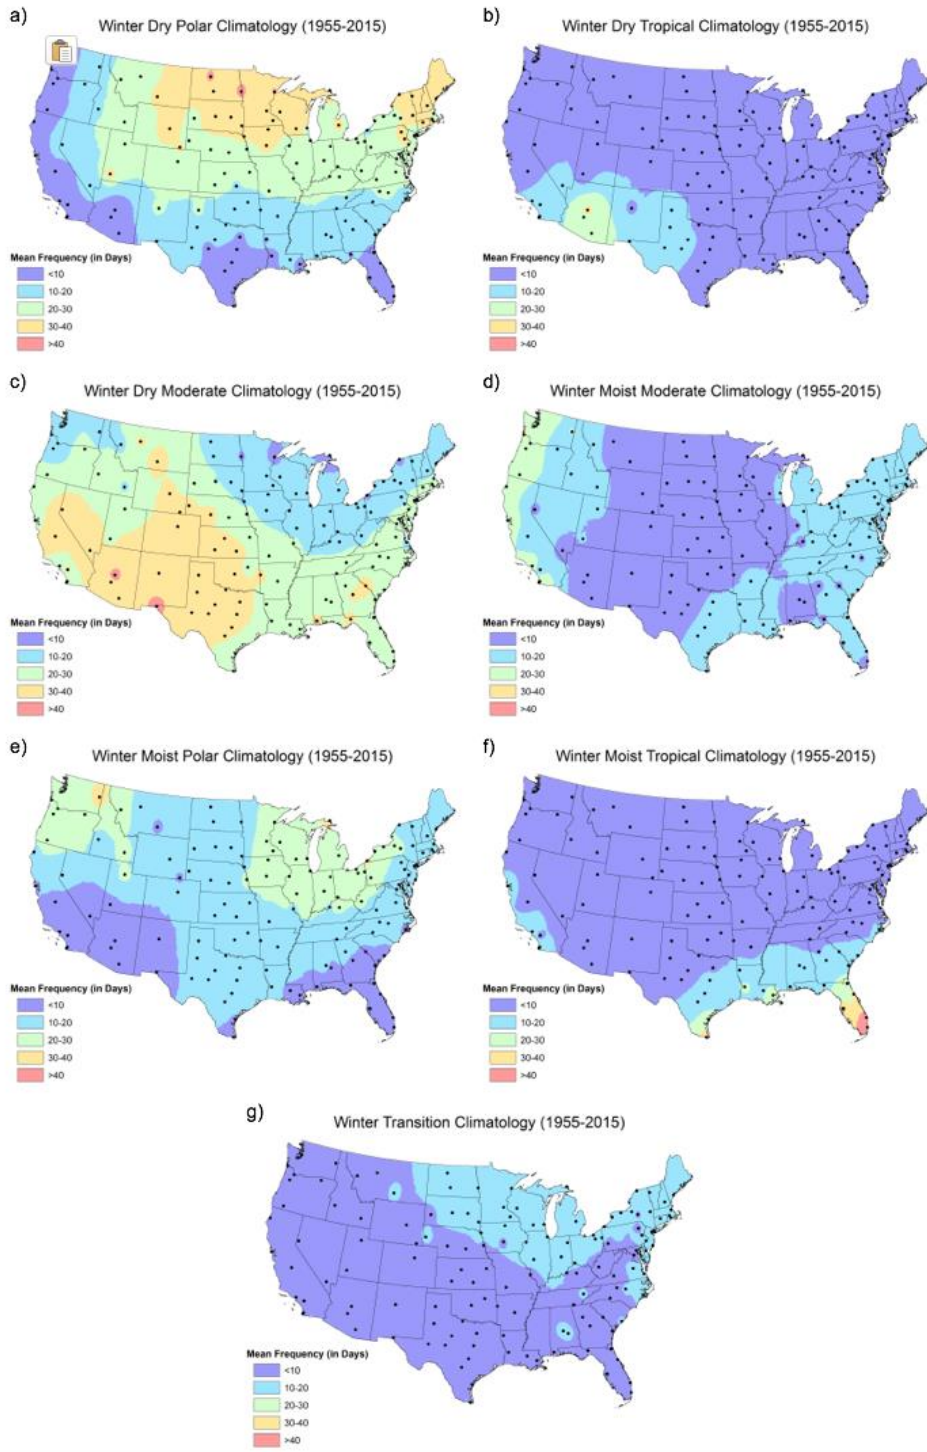 a)
Winter Dry Polar Climatology (1955-2015)
Mean Frequency (in Days)
<10
10-20
20-30
30-40
>40
b)
Winter Dry Tropical Climatology (1955-2015)
Mean Frequency (in Days)
<10
10-20
20-30
30-40
>40
c)
Winter Dry Moderate Climatology (1955-2015)
Mean Frequency (in Days)
<10
10-20
20-30
30-40
>40
d)
Winter Moist Moderate Climatology (1955-2015)
Mean Frequency (in Days)
<10
10-20
20-30
30-40
>40
e)
Winter Moist Polar Climatology (1955-2015)
Mean Frequency (in Days)
<10
10-20
20-30
30-40
>40
f)
Winter Moist Tropical Climatology (1955-2015)
Mean Frequency (in Days)
<10
10-20
20-30
30-40
>40
g)
Winter Transition Climatology (1955-2015)
Mean Frequency (in Days)
<10
10-20
20-30
30-40
>40